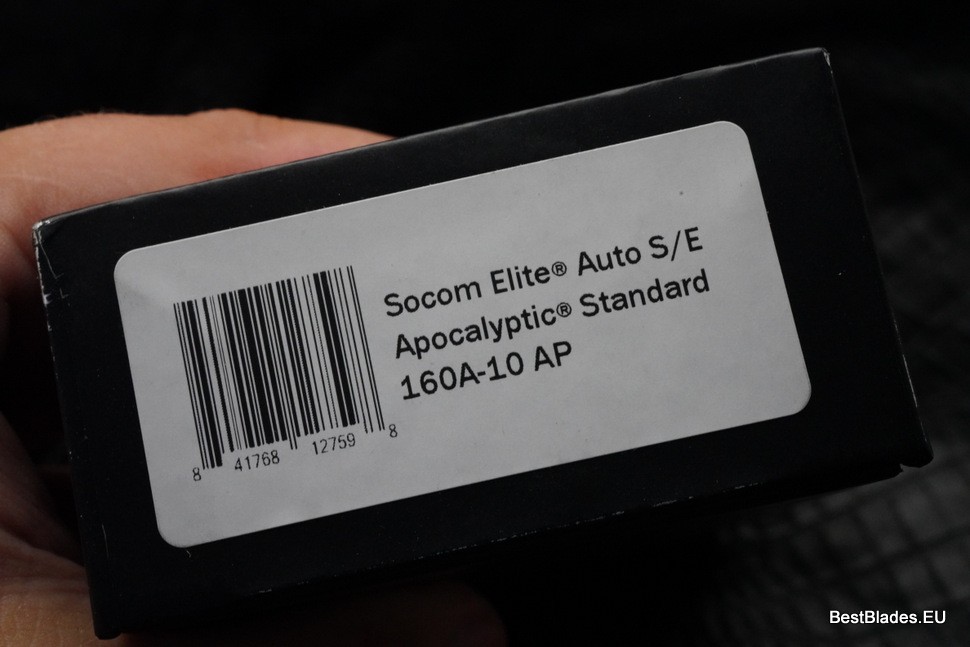 Socom Elite® Auto S/E
Apocalyptic® Standard
160A-10 AP
8 41768 12759 8
BestBlades.EU